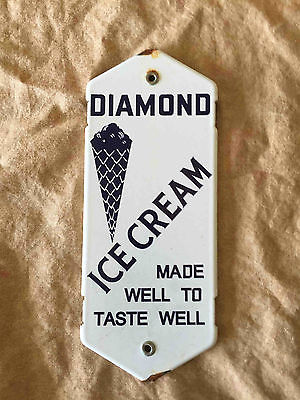 DIAMOND
ICE CREAM
MADE
WELL TO
TASTE WELL